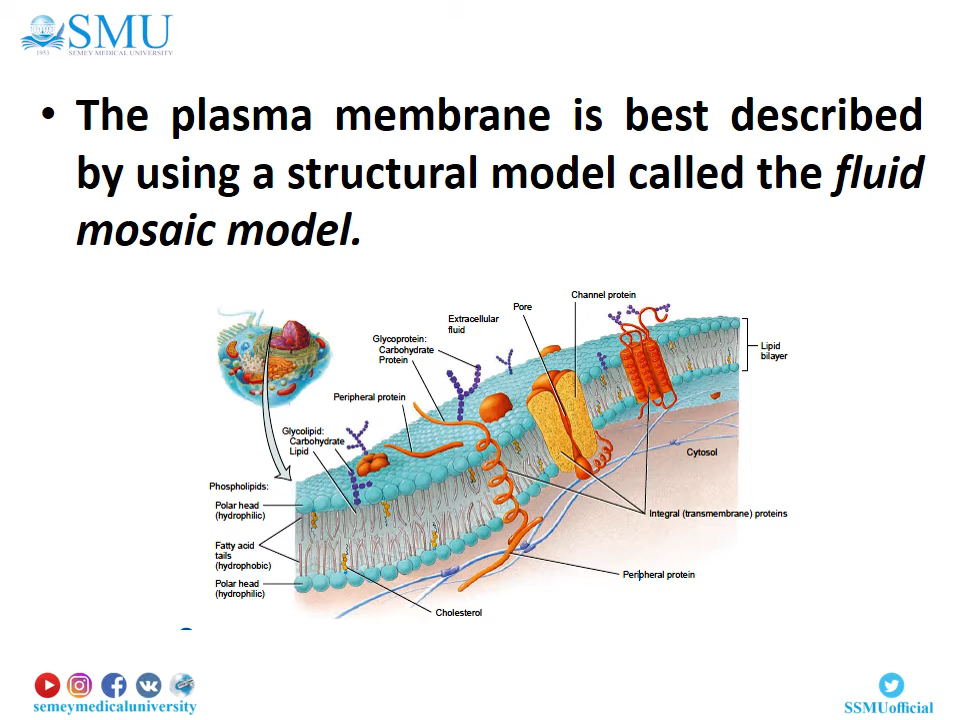 SMU
1953 SEMEY MEDICAL UNIVERSITY
• The plasma membrane is best described
by using a structural model called the fluid
mosaic model.
Channel protein
Pore
Extracellular
fluid
Glycoprotein:
Carbohydrate
Protein
Lipid
bilayer
Peripheral protein
Glycolipid:
Carbohydrate
Lipid
Cytosol
Phospholipids:
Polar head
(hydrophilic)
Integral (transmembrane) proteins
Fatty acid
tails
(hydrophobic)
Peripheral protein
Polar head
(hydrophilic)
Cholesterol
semeymedicaluniversity
SSMUofficial